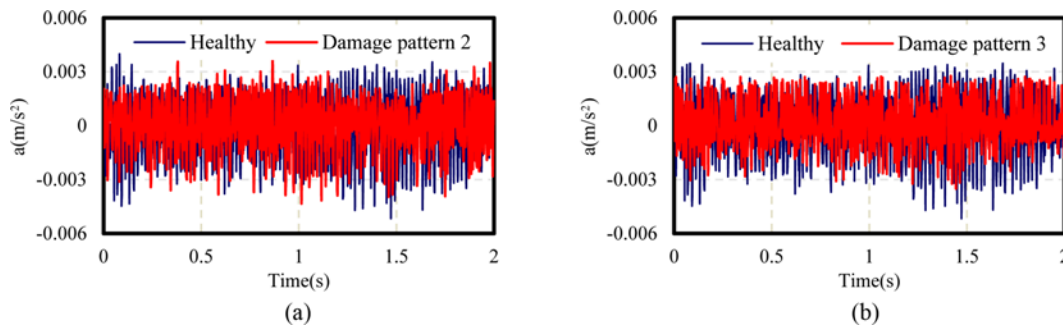 0.006
Healthy
Damage pattern 2
0.003
a(m/s²)
0
-0.003
-0.006
0
0.5
1
1.5
2
Time(s)
(a)
0.006
Healthy
Damage pattern 3
0.003
a(m/s²)
0
-0.003
-0.006
0
0.5
1
1.5
2
Time(s)
(b)